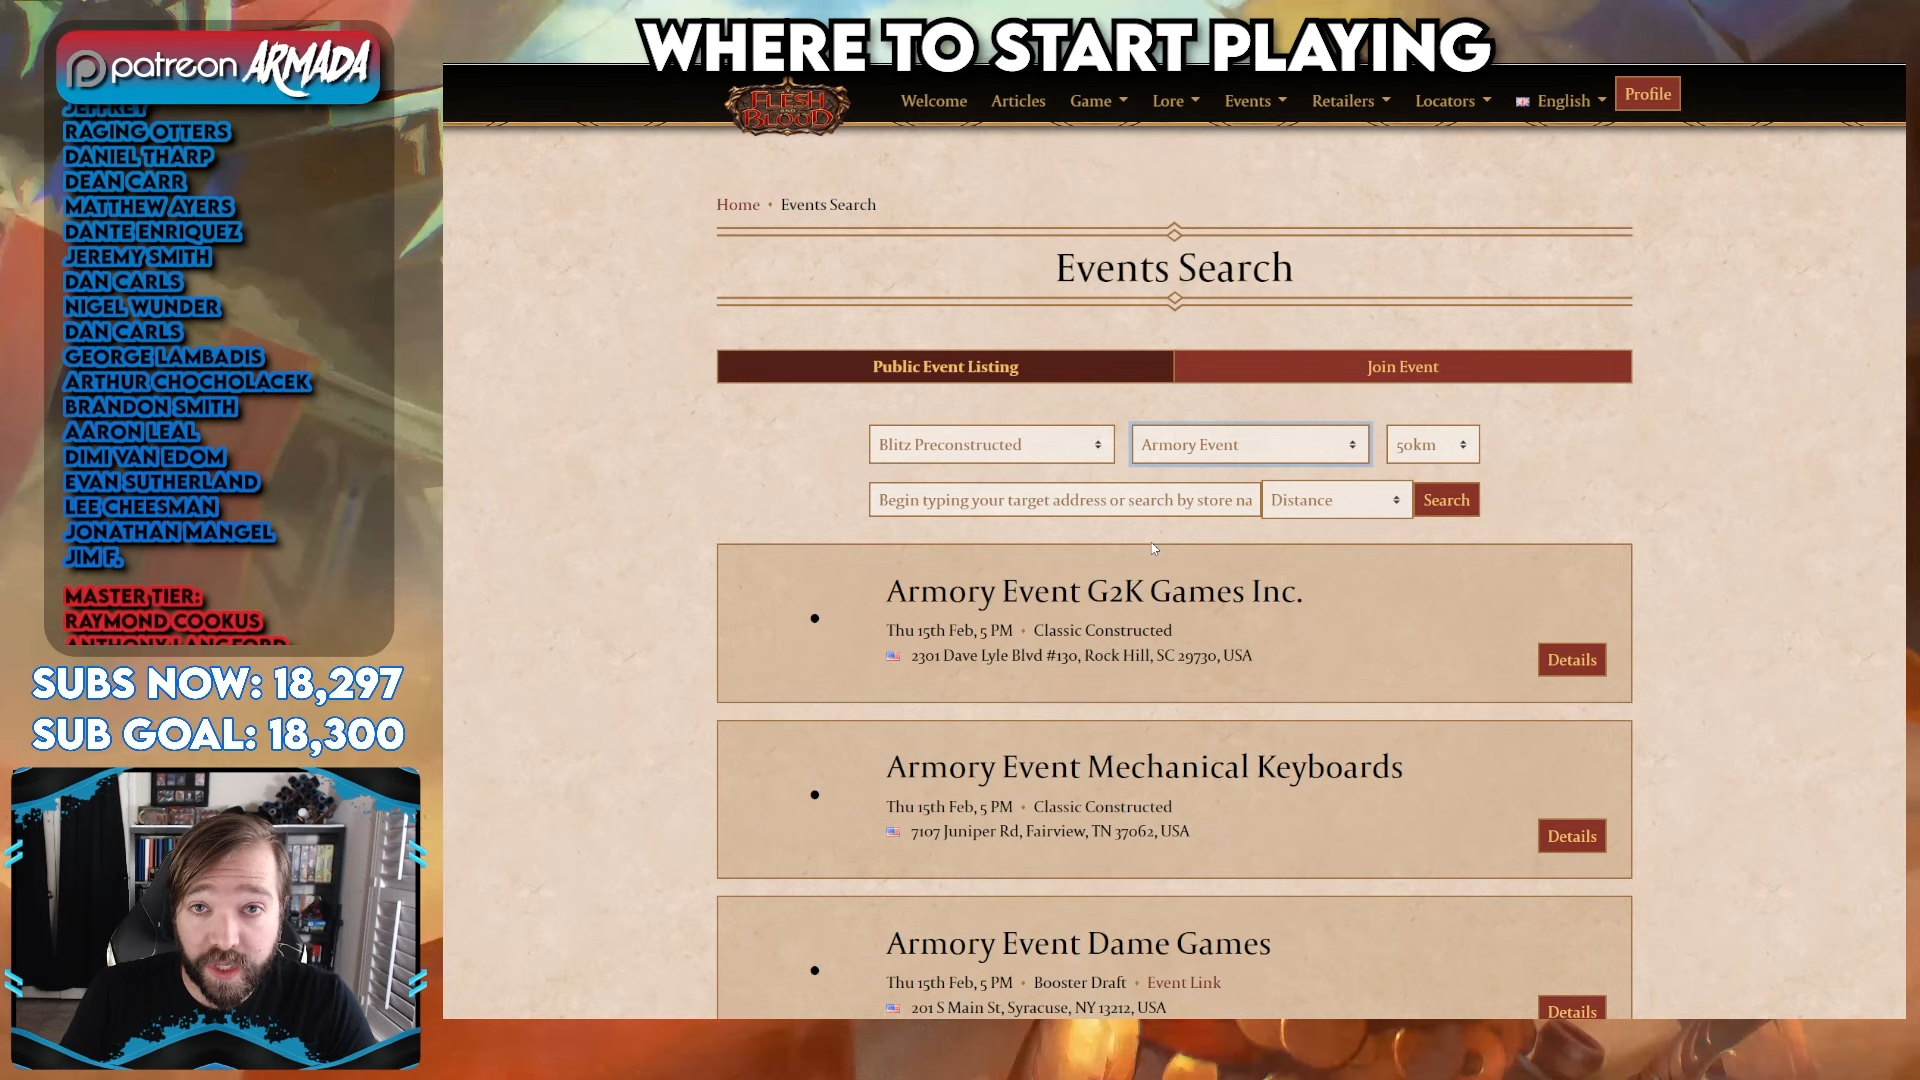 WHERE TO START PLAYING
patreon ARMADA
JEFFREY
RAGING OTTERS
DANIEL THARP
DEAN CARR
MATTHEW AYERS
DANTE ENRIQUEZ
JEREMY SMITH
DAN CARLS
NIGEL WUNDER
DAN CARLS
GEORGE LAMBADIS
ARTHUR CHOCHOLACEK
BRANDON SMITH
AARON LEAL
DIMI VAN EDOM
EVAN SUTHERLAND
LEE CHEESMAN
JONATHAN MANGEL
JIM F.
MASTER TIER:
RAYMOND COOKUS
ANTHONY LANGFORD
SUBS NOW: 18,297
SUB GOAL: 18,300
FLESH AND BLOOD
Welcome Articles Game Lore Events Retailers Locators English Profile
Home • Events Search
Events Search
Public Event Listing Join Event
Blitz Preconstructed Armory Event 50km
Begin typing your target address or search by store na Distance Search
Armory Event G2K Games Inc.
Thu 15th Feb, 5 PM • Classic Constructed
2301 Dave Lyle Blvd #130, Rock Hill, SC 29730, USA
Details
Armory Event Mechanical Keyboards
Thu 15th Feb, 5 PM • Classic Constructed
7107 Juniper Rd, Fairview, TN 37062, USA
Details
Armory Event Dame Games
Thu 15th Feb, 5 PM • Booster Draft • Event Link
201 S Main St, Syracuse, NY 13212, USA
Details